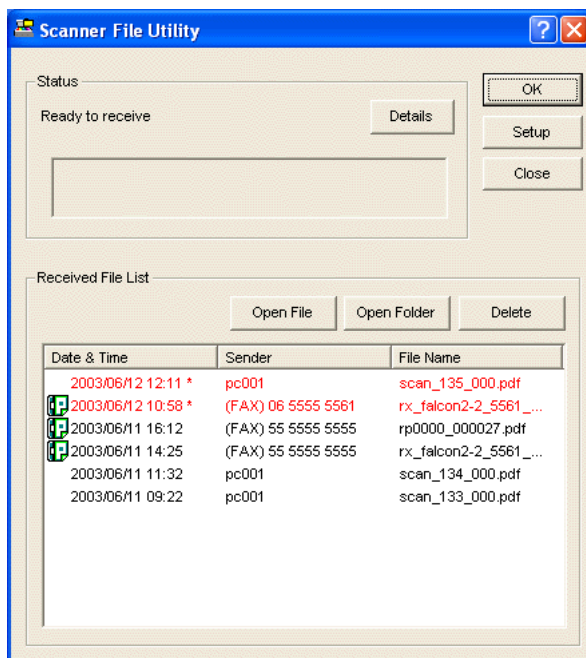 Scanner File Utility
Status
Ready to receive
Details
OK
Setup
Close
Received File List
Open File Open Folder Delete
Date & Time Sender File Name
2003/06/12 12:11 * pc001 scan_135_000.pdf
2003/06/12 10:58 * (FAX) 06 5555 5561 rx_falcon2-2_5561_...
2003/06/11 16:12 (FAX) 55 5555 5555 rp0000_000027.pdf
2003/06/11 14:25 (FAX) 55 5555 5555 rx_falcon2-2_5561_...
2003/06/11 11:32 pc001 scan_134_000.pdf
2003/06/11 09:22 pc001 scan_133_000.pdf